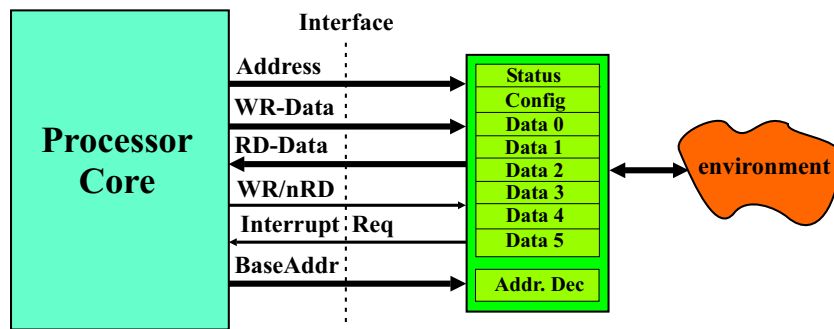 Interface
Processor
Core
Address
WR-Data
RD-Data
WR/nRD
Interrupt Req
BaseAddr
Status
Config
Data 0
Data 1
Data 2
Data 3
Data 4
Data 5
Addr. Dec
environment